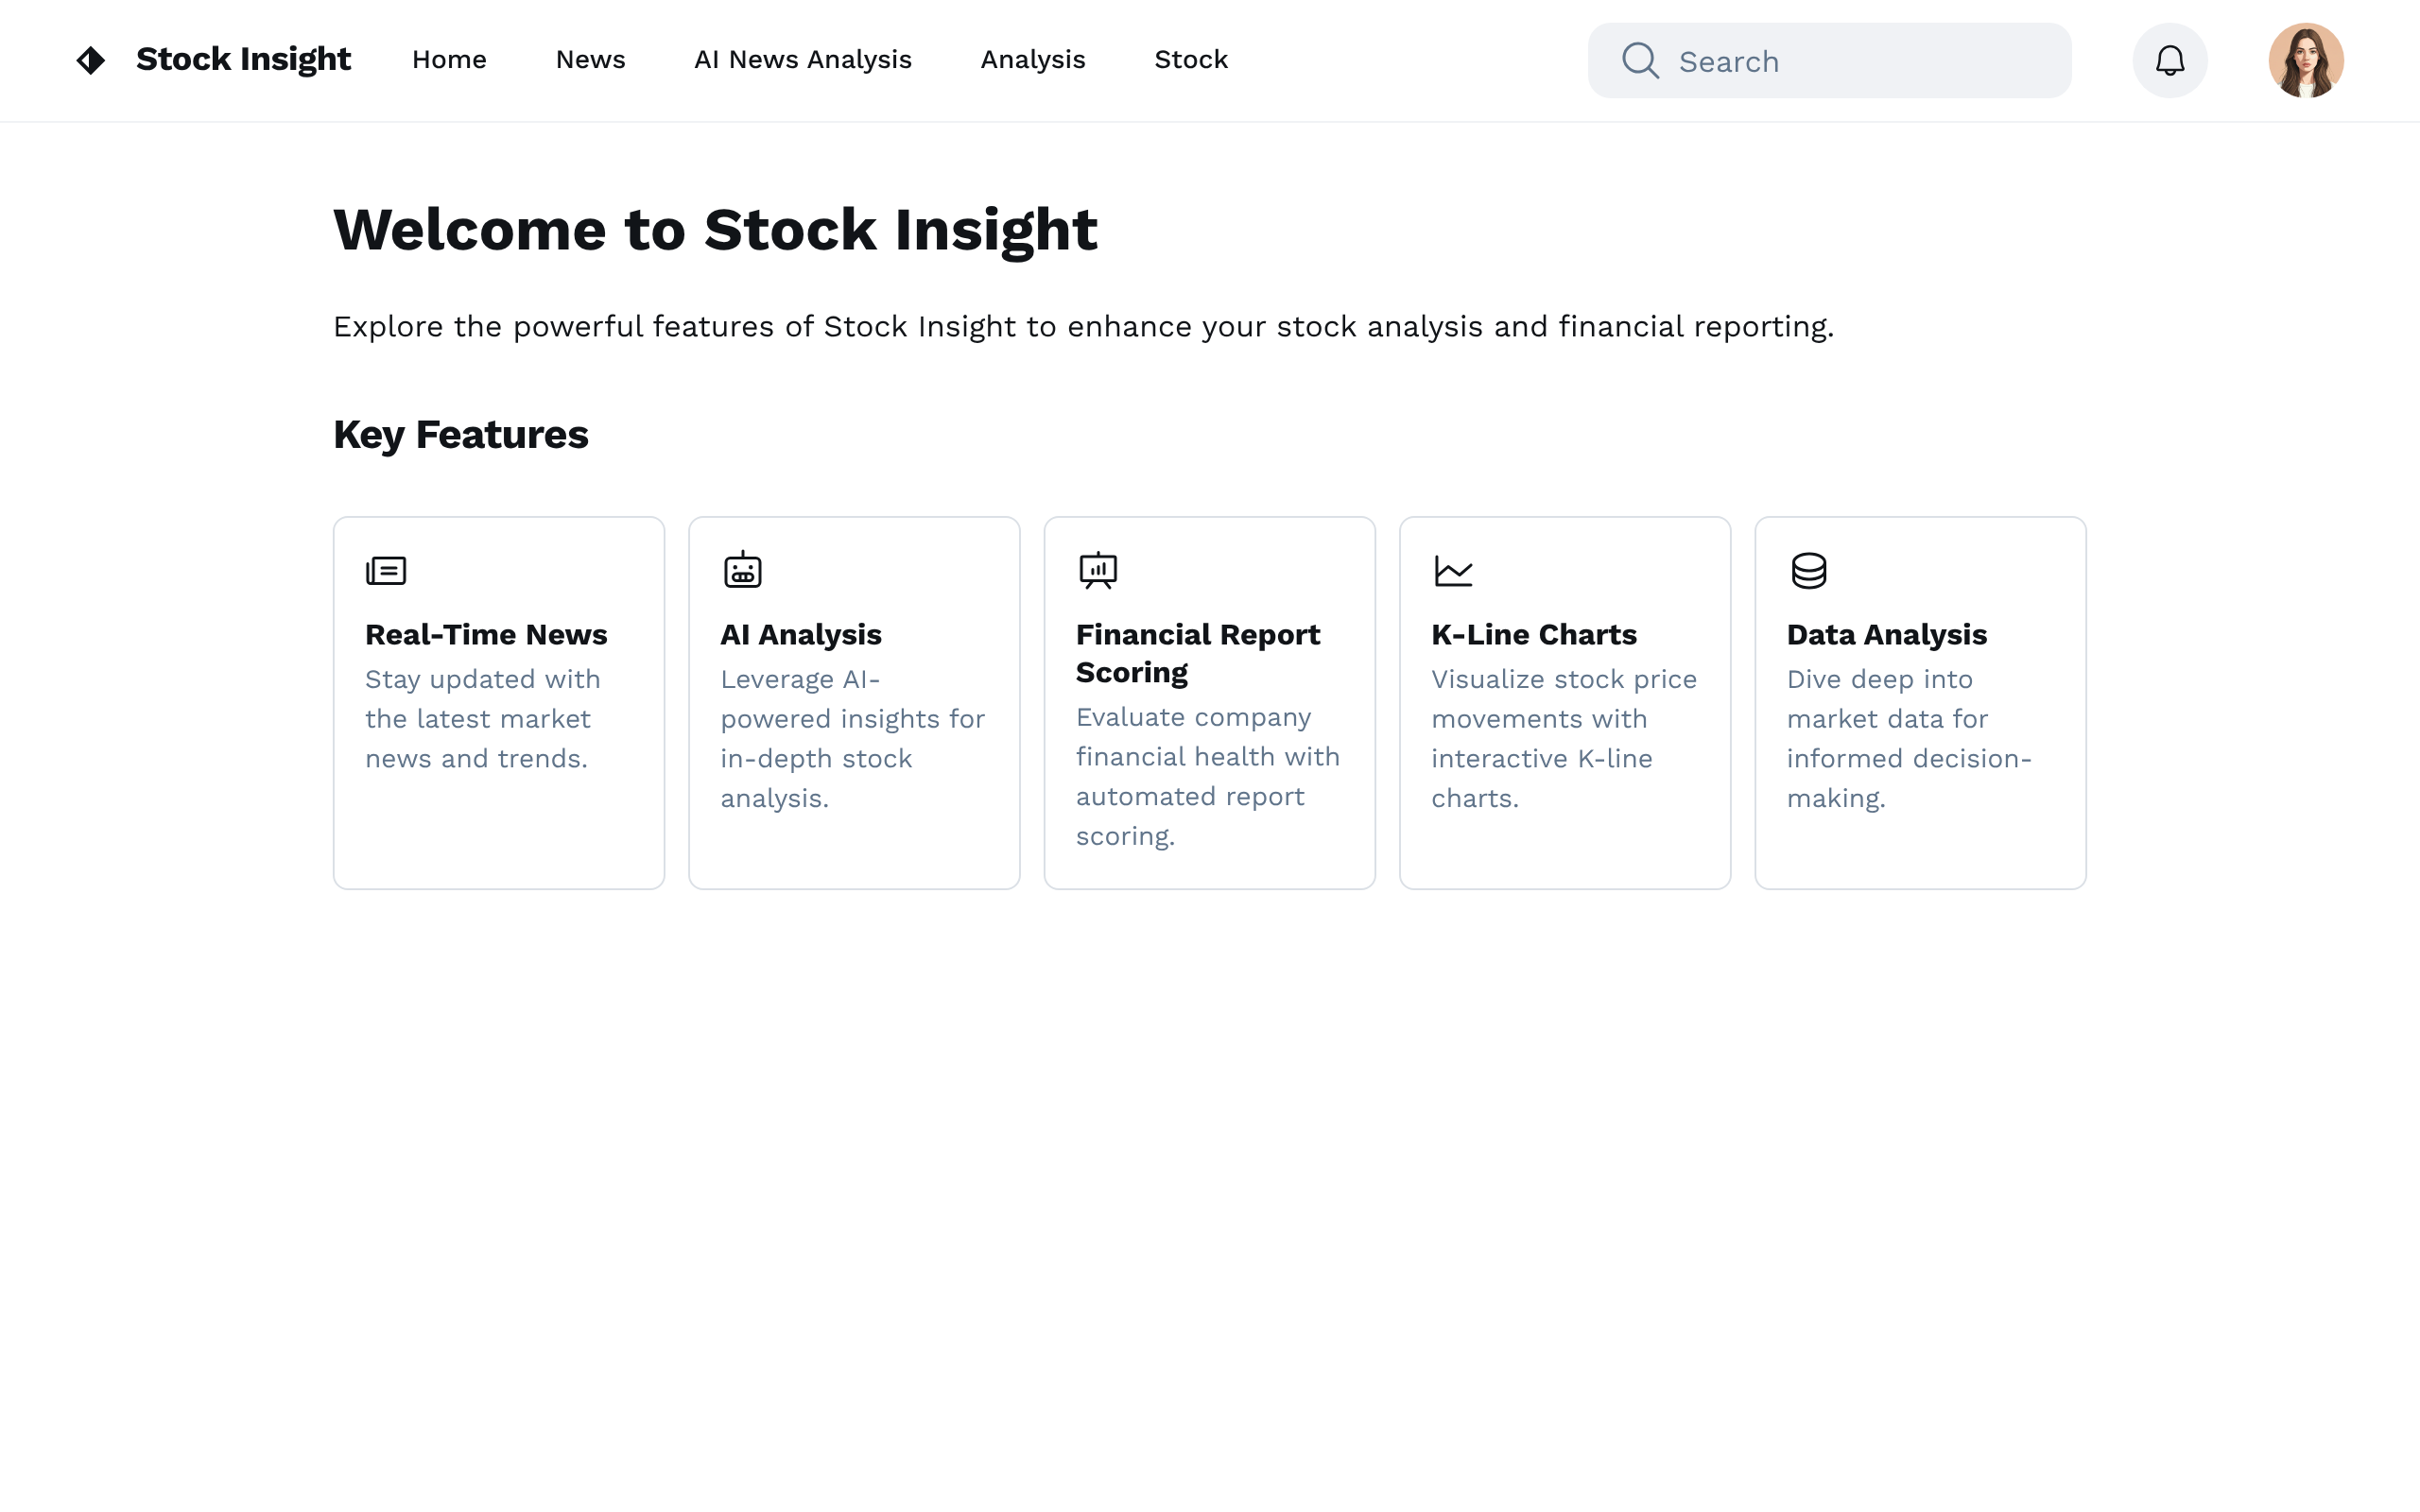 Stock Insight
Home
News
AI News Analysis
Analysis
Stock
Search
Welcome to Stock Insight
Explore the powerful features of Stock Insight to enhance your stock analysis and financial reporting.
Key Features
Real-Time News
Stay updated with
the latest market
news and trends.
AI Analysis
Leverage AI-
powered insights for
in-depth stock
analysis.
Financial Report
Scoring
Evaluate company
financial health with
automated report
scoring.
K-Line Charts
Visualize stock price
movements with
interactive K-line
charts.
Data Analysis
Dive deep into
market data for
informed decision-
making.